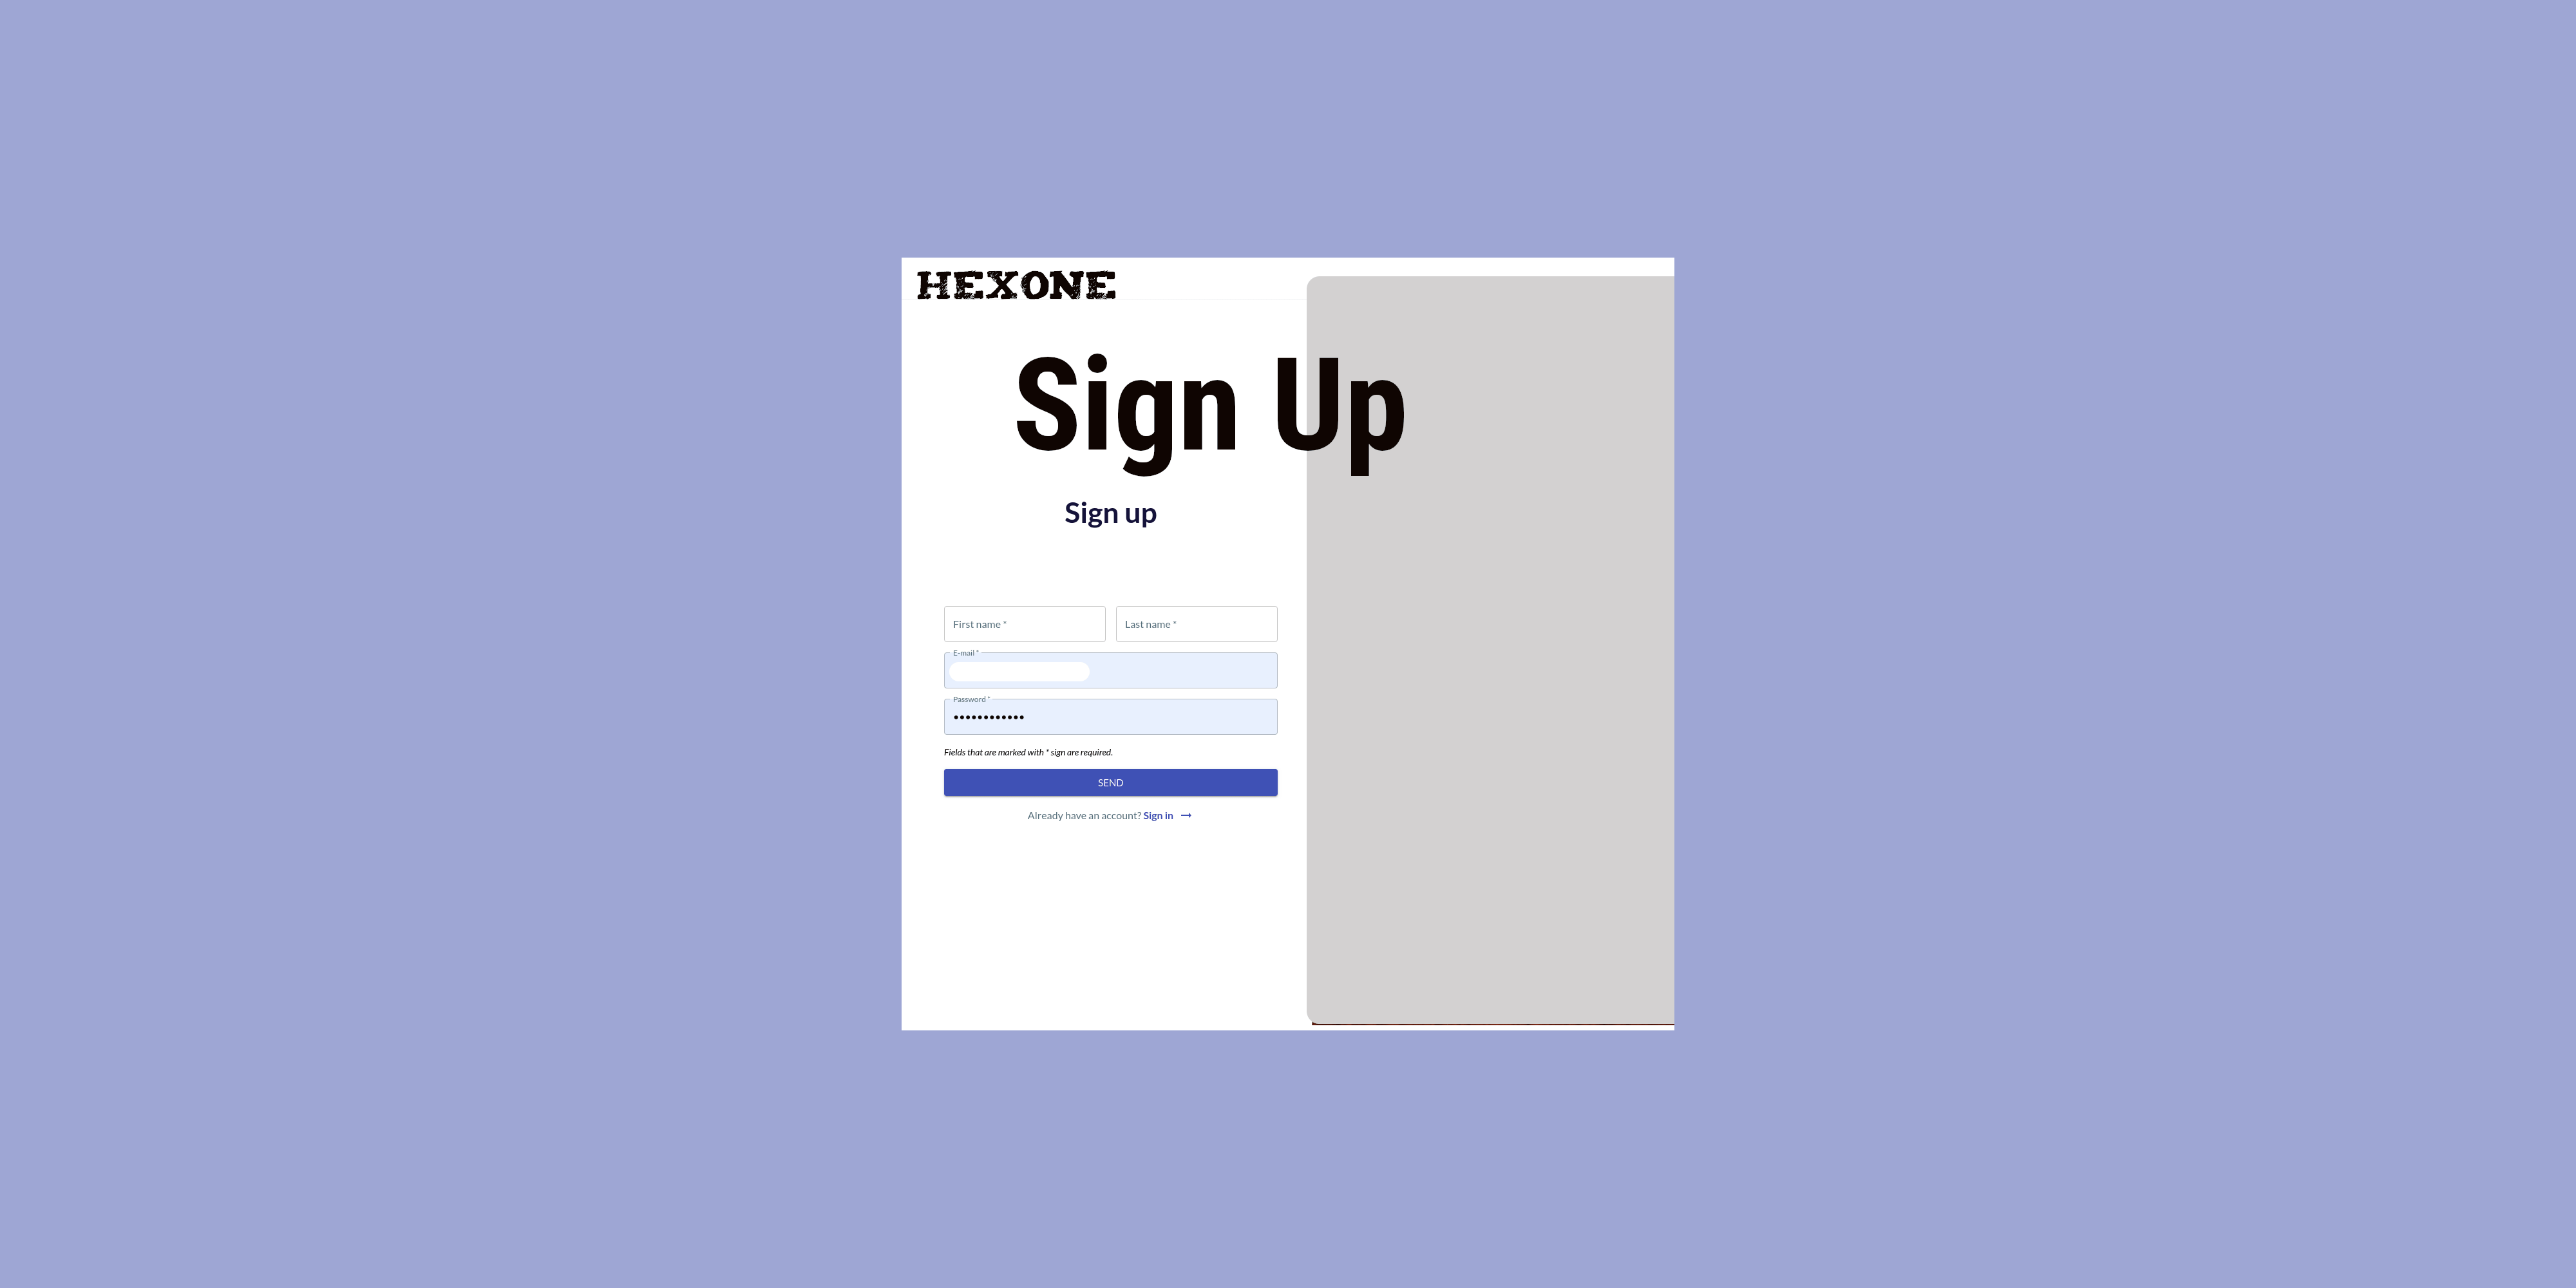 HEXONE
Sign Up
Sign up
First name *
Last name *
E-mail *
Password *
••••••••••••
Fields that are marked with * sign are required.
SEND
Already have an account? Sign in →